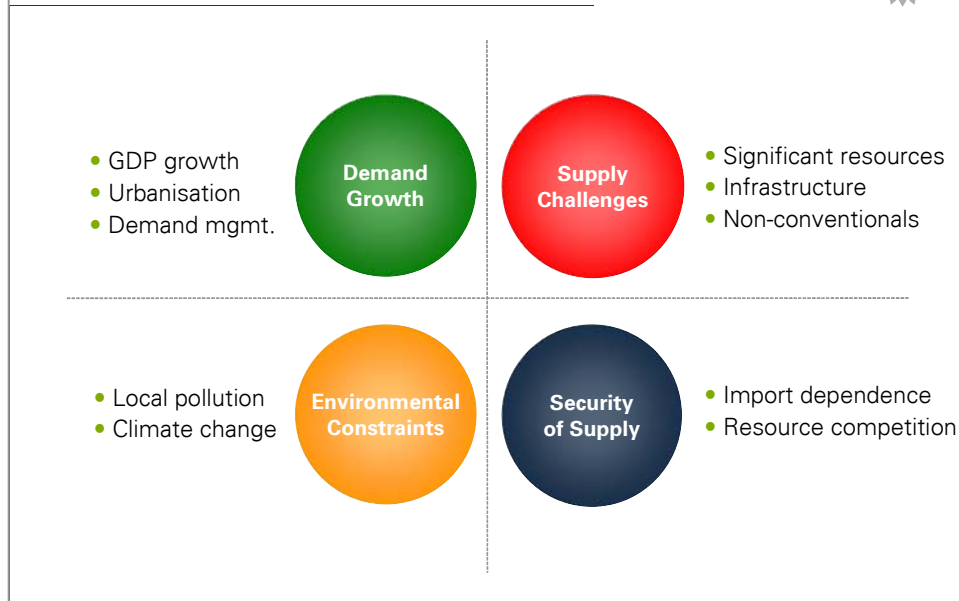 • GDP growth
• Urbanisation
• Demand mgmt.
Demand
Growth
Supply
Challenges
• Significant resources
• Infrastructure
• Non-conventionals
• Local pollution
• Climate change
Environmental
Constraints
Security
of Supply
• Import dependence
• Resource competition